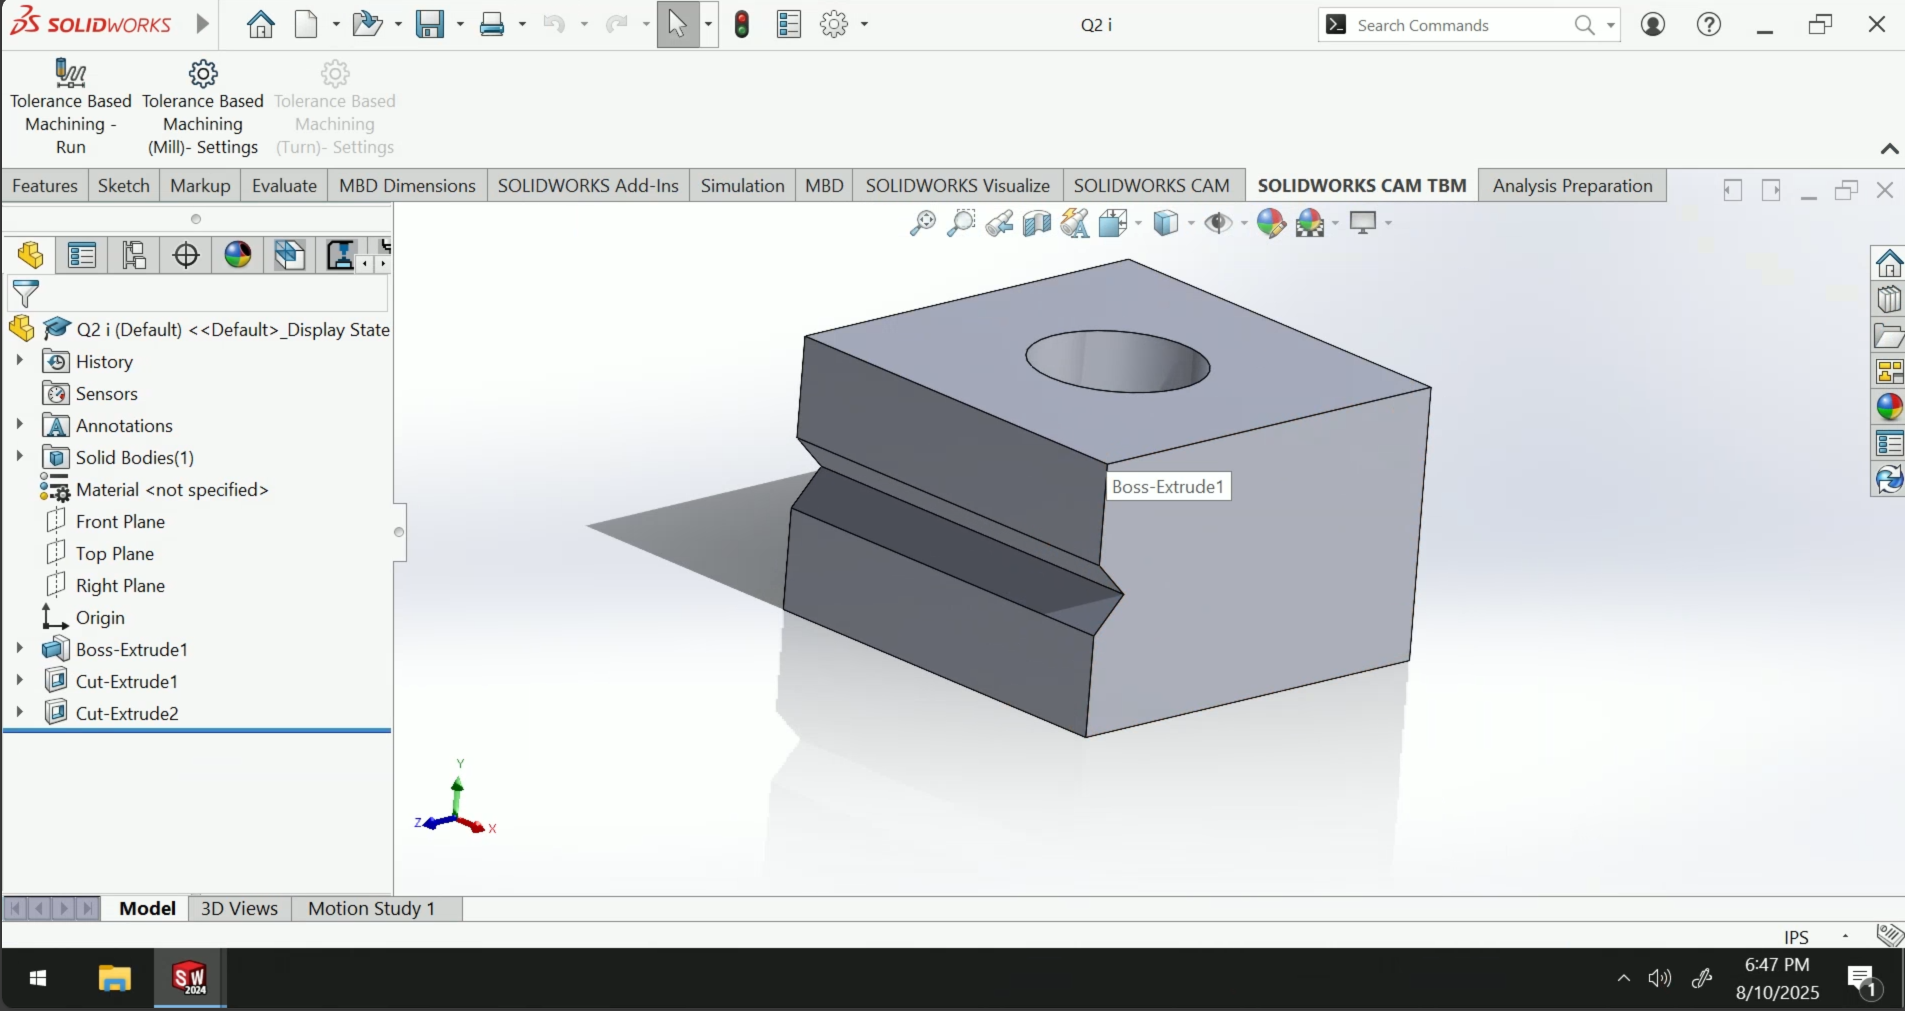 SOLIDWORKS
Q2 i
Search Commands
Tolerance Based
Machining -
Run
Tolerance Based
Machining
(Mill)- Settings
Tolerance Based
Machining
(Turn)- Settings
Features Sketch Markup Evaluate MBD Dimensions SOLIDWORKS Add-Ins Simulation MBD SOLIDWORKS Visualize SOLIDWORKS CAM SOLIDWORKS CAM TBM Analysis Preparation
Q2 i (Default) <<Default>_Display State
History
Sensors
Annotations
Solid Bodies(1)
Material <not specified>
Front Plane
Top Plane
Right Plane
Origin
Boss-Extrude1
Cut-Extrude1
Cut-Extrude2
Boss-Extrude1
Y
Z
X
Model 3D Views Motion Study 1
IPS
SW
2024
6:47 PM
8/10/2025
1